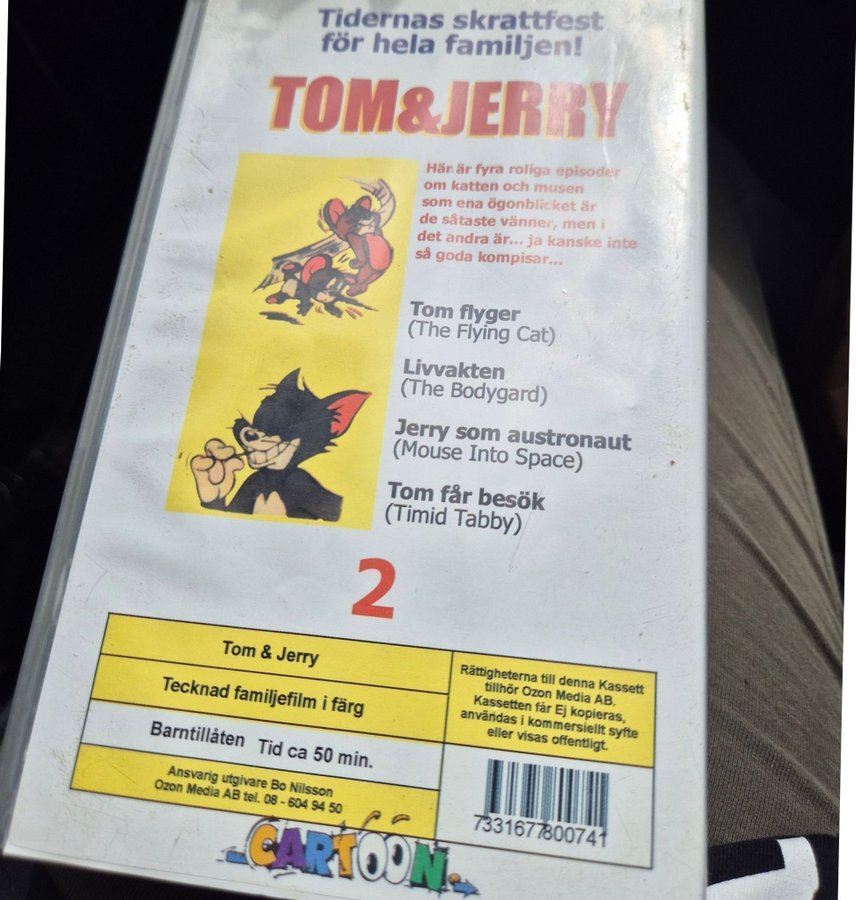 Tidernas skrattfest
för hela familjen!
TOM&JERRY
Här är fyra roliga episoder
om katten och musen
som ena ögonblicket är
de såtaste vänner, men i
det andra är... ja kanske inte
så goda kompisar...
Tom flyger
(The Flying Cat)
Livvakten
(The Bodygard)
Jerry som austronaut
(Mouse Into Space)
Tom får besök
(Timid Tabby)
2
Tom & Jerry
Tecknad familjefilm i färg
Barntillåten Tid ca 50 min.
Ansvarig utgivare Bo Nilsson
Ozon Media AB tel. 08 - 604 94 50
Rättigheterna till denna Kassett
tillhör Ozon Media AB.
Kassetten får Ej kopieras,
användas i kommersiellt syfte
eller visas offentligt.
7331677800741
CARTOON